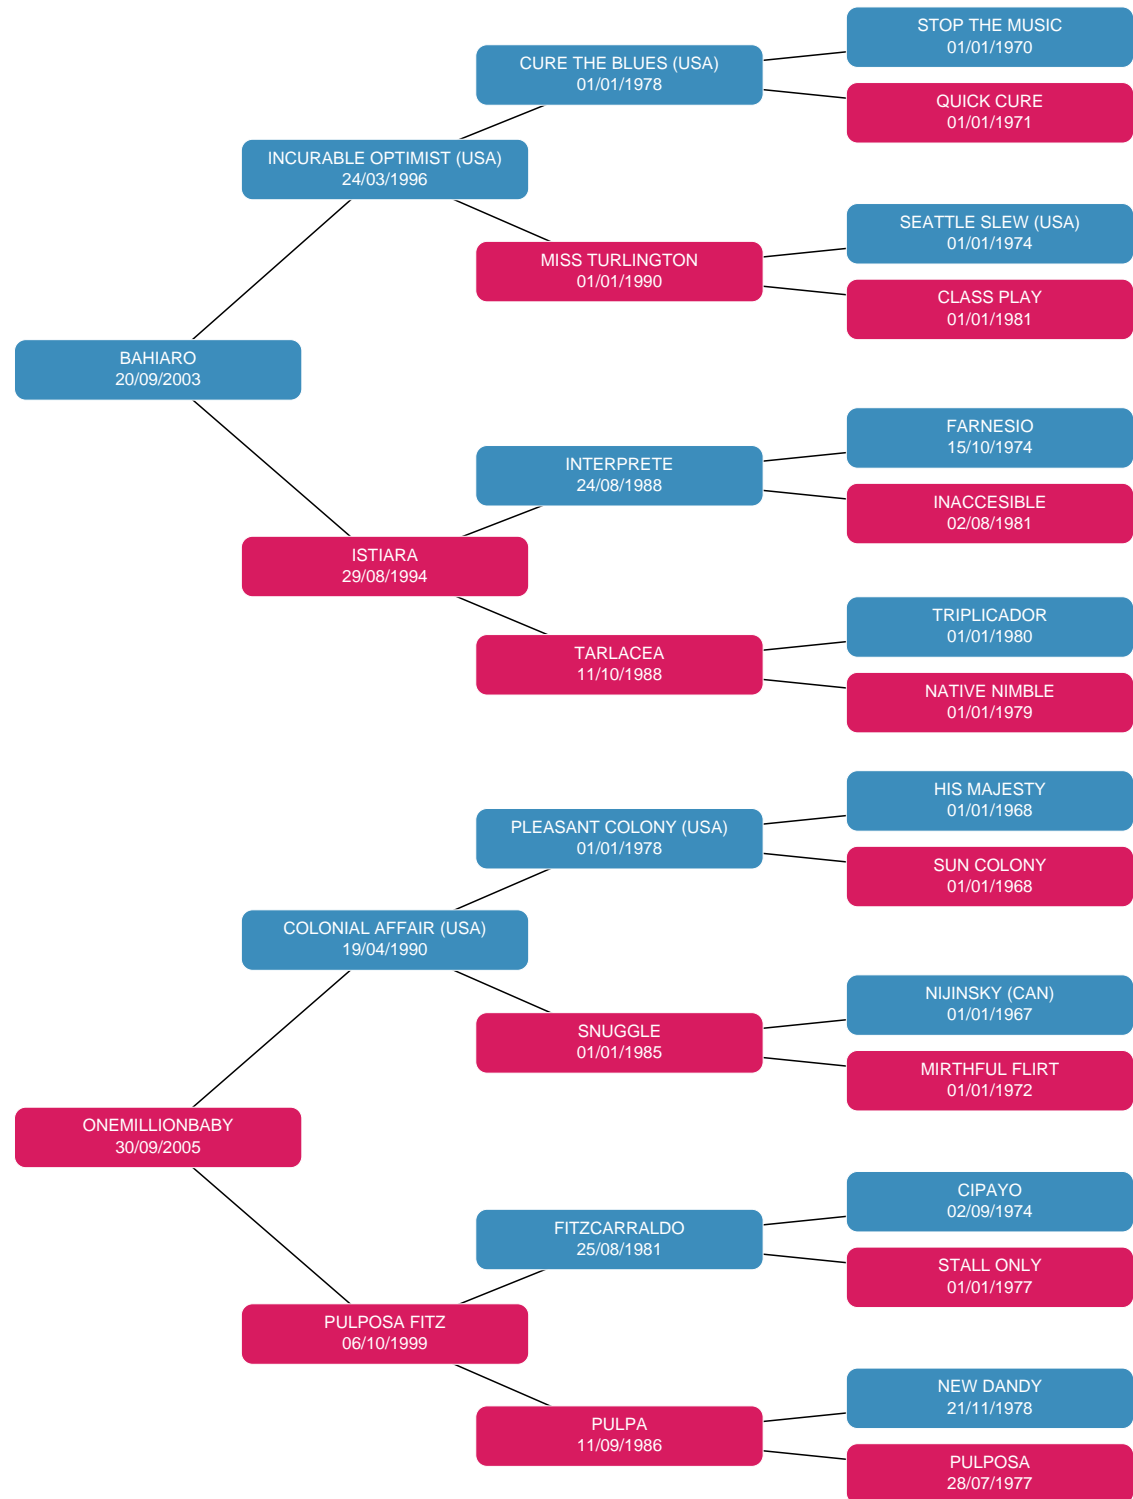 STOP THE MUSIC
01/01/1970
CURE THE BLUES (USA)
01/01/1978
QUICK CURE
01/01/1971
INCURABLE OPTIMIST (USA)
24/03/1996
SEATTLE SLEW (USA)
01/01/1974
MISS TURLINGTON
01/01/1990
CLASS PLAY
01/01/1981
BAHIARO
20/09/2003
FARNESIO
15/10/1974
INTERPRETE
24/08/1988
INACCESIBLE
02/08/1981
ISTIARA
29/08/1994
TRIPLICADOR
01/01/1980
TARLACEA
11/10/1988
NATIVE NIMBLE
01/01/1979
HIS MAJESTY
01/01/1968
PLEASANT COLONY (USA)
01/01/1978
SUN COLONY
01/01/1968
COLONIAL AFFAIR (USA)
19/04/1990
NIJINSKY (CAN)
01/01/1967
SNUGGLE
01/01/1985
MIRTHFUL FLIRT
01/01/1972
ONEMILLIONBABY
30/09/2005
CIPAYO
02/09/1974
FITZCARRALDO
25/08/1981
STALL ONLY
01/01/1977
PULPOSA FITZ
06/10/1999
NEW DANDY
21/11/1978
PULPA
11/09/1986
PULPOSA
28/07/1977